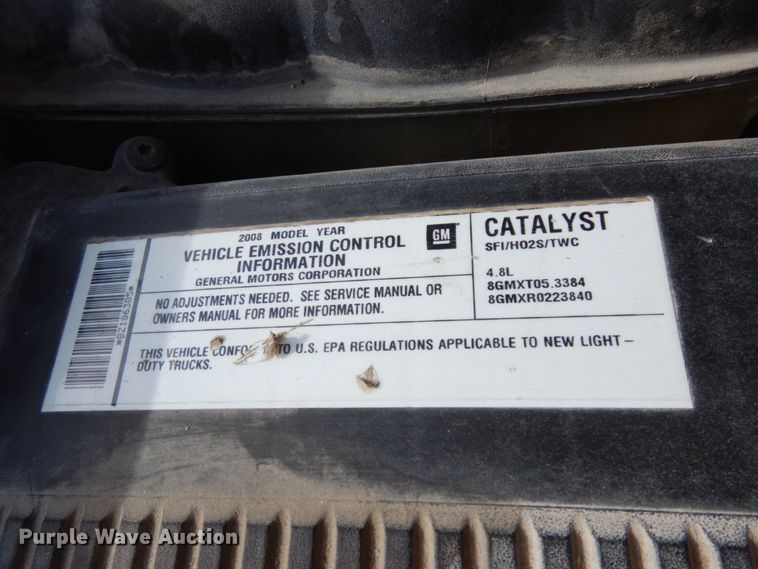 2008 MODEL YEAR
VEHICLE EMISSION CONTROL
INFORMATION
GENERAL MOTORS CORPORATION
GM
NO ADJUSTMENTS NEEDED. SEE SERVICE MANUAL OR
OWNERS MANUAL FOR MORE INFORMATION.
CATALYST
SFI/HO2S/TWC
4.8L
8GMXT05.3384
8GMXR0223840
THIS VEHICLE TO U.S. EPA REGULATIONS APPLICABLE TO NEW LIGHT-
DUTY TRUCKS.
Purple Wave Auction